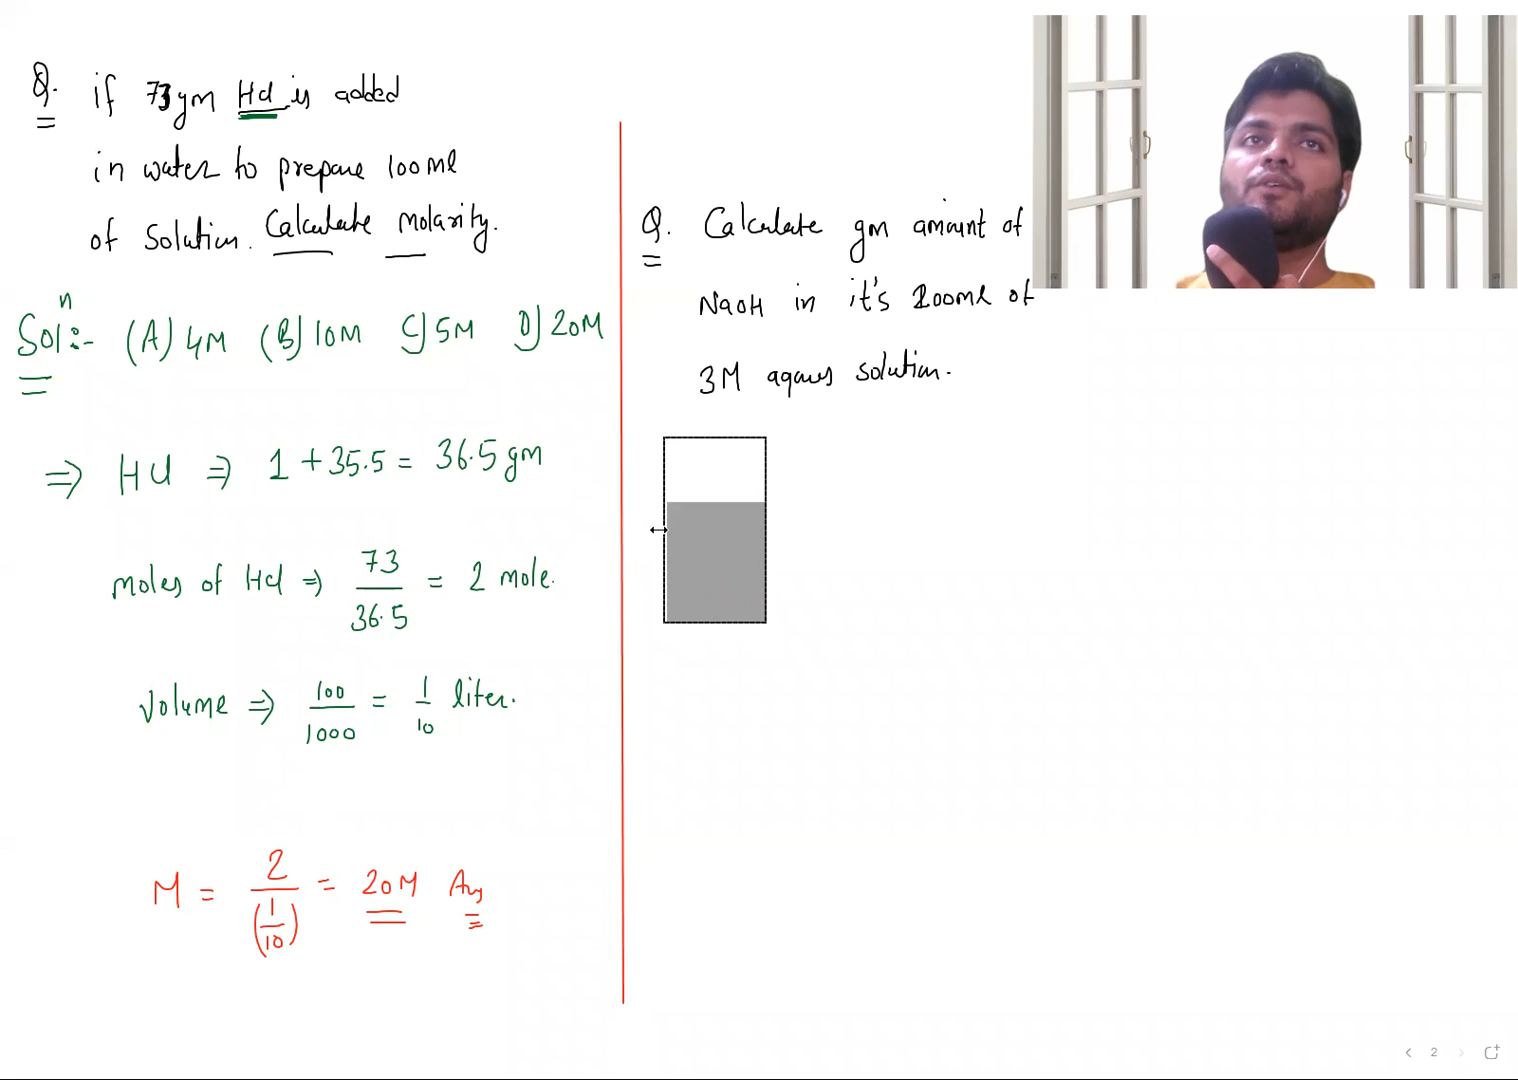 Q. if 73gm HCl is added
in water to prepare 100ml
of solution. Calculate molarity.
Solⁿ:- (A) 4M (B) 10M C) 5M D) 20M
⇒ HCl ⇒ 1 + 35.5 = 36.5 gm
moles of HCl ⇒ 73/36.5 = 2 mole.
Volume ⇒ 100/1000 = 1/10 liter.
M = 2/(1/10) = 20M Ans
Q. Calculate gm amount of
NaOH in it's 200ml of
3M aqaus solution.
2